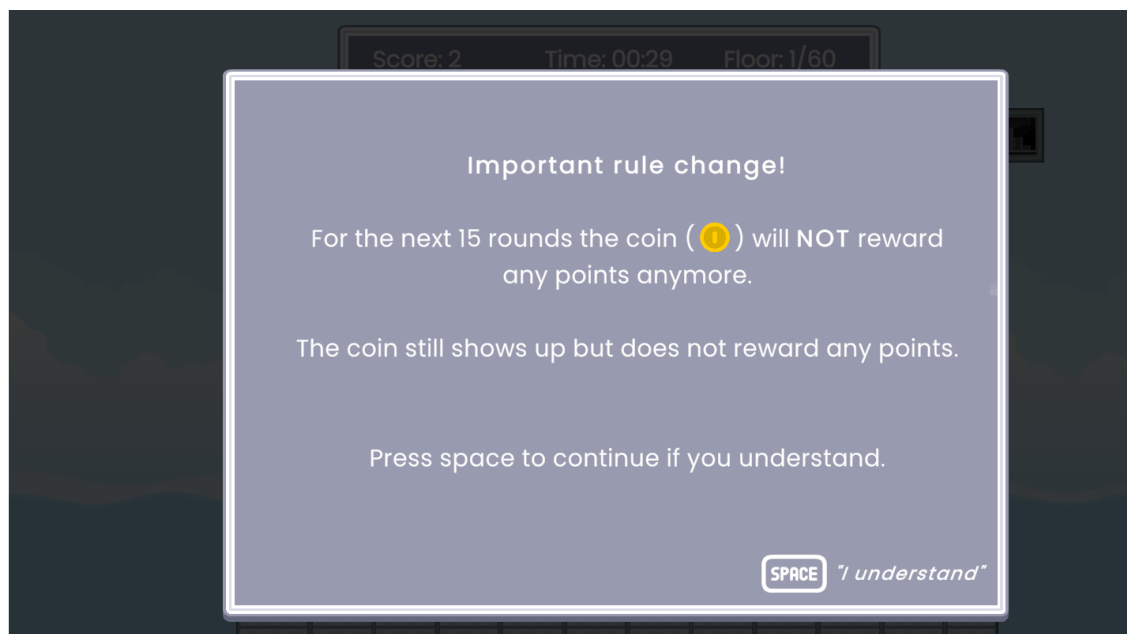 Score: 2 Time: 00:29 Floor: 1/60
Important rule change!
For the next 15 rounds the coin ( ) will NOT reward
any points anymore.
The coin still shows up but does not reward any points.
Press space to continue if you understand.
SPACE "I understand"